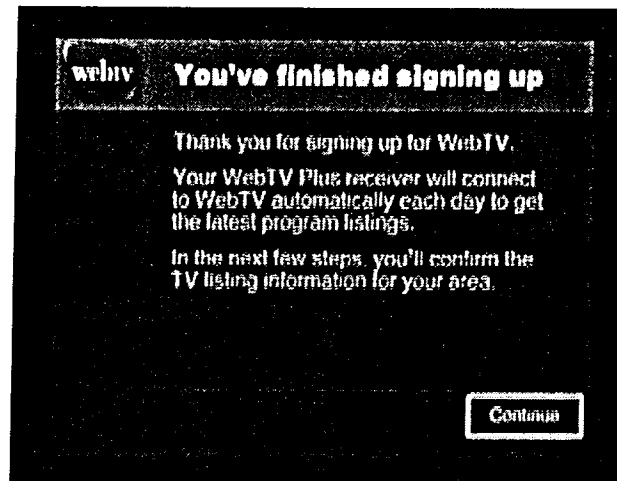 webtv
You've finished signing up
Thank you for signing up for WebTV.
Your WebTV Plus receiver will connect
to WebTV automatically each day to get
the latest program listings.
In the next few steps, you'll confirm the
TV listing information for your area.
Continue